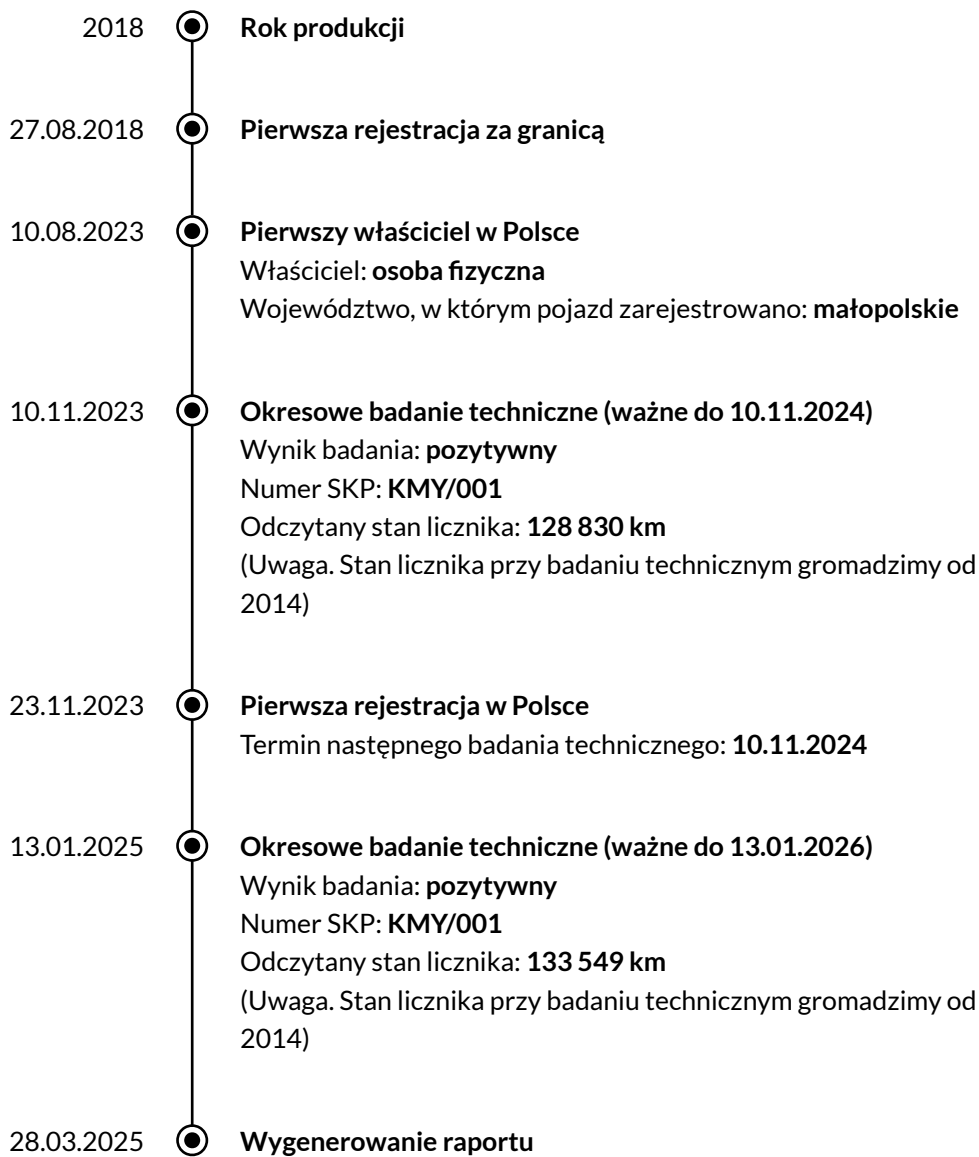 2018 Rok produkcji
27.08.2018 Pierwsza rejestracja za granicą
10.08.2023 Pierwszy właściciel w Polsce
Właściciel: osoba fizyczna
Województwo, w którym pojazd zarejestrowano: małopolskie
10.11.2023 Okresowe badanie techniczne (ważne do 10.11.2024)
Wynik badania: pozytywny
Numer SKP: KMY/001
Odczytany stan licznika: 128 830 km
(Uwaga. Stan licznika przy badaniu technicznym gromadzimy od
2014)
23.11.2023 Pierwsza rejestracja w Polsce
Termin następnego badania technicznego: 10.11.2024
13.01.2025 Okresowe badanie techniczne (ważne do 13.01.2026)
Wynik badania: pozytywny
Numer SKP: KMY/001
Odczytany stan licznika: 133 549 km
(Uwaga. Stan licznika przy badaniu technicznym gromadzimy od
2014)
28.03.2025 Wygenerowanie raportu